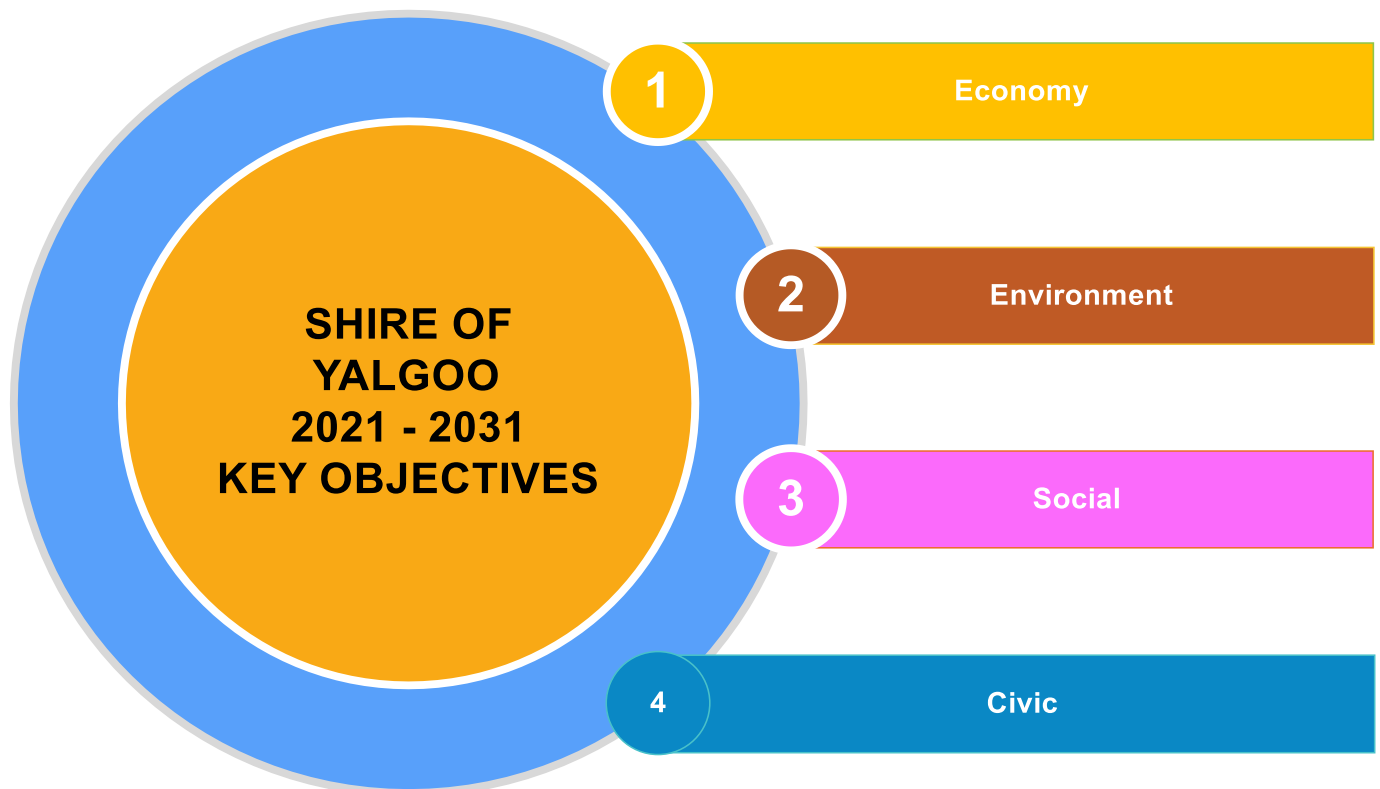 SHIRE OF
YALGOO
2021 - 2031
KEY OBJECTIVES
1
Economy
2
Environment
3
Social
4
Civic